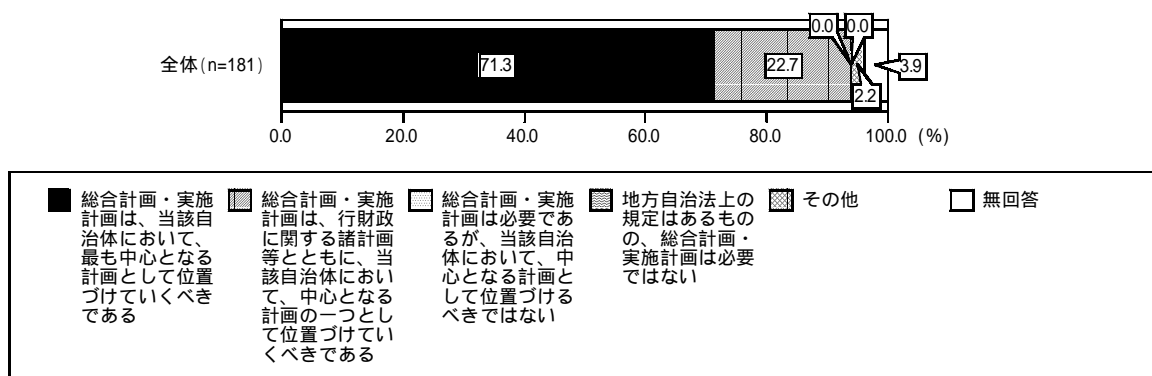 0.0 0.0
全体(n=181)
71.3
22.7
3.9
2.2
0.0 20.0 40.0 60.0 80.0 100.0 (%)
総合計画・実施
計画は、当該自
治体において、
最も中心となる
計画として位置
づけていくべき
である
総合計画・実施
計画は、行財政
に関する諸計画
等とともに、当
該自治体におい
て、中心となる
計画の一つとし
て位置づけてい
くべきである
総合計画・実施
計画は必要であ
るが、当該自治
体において、中
心となる計画と
して位置づける
べきではない
地方自治法上の
規定はあるもの
の、総合計画・
実施計画は必要
ではない
その他
無回答